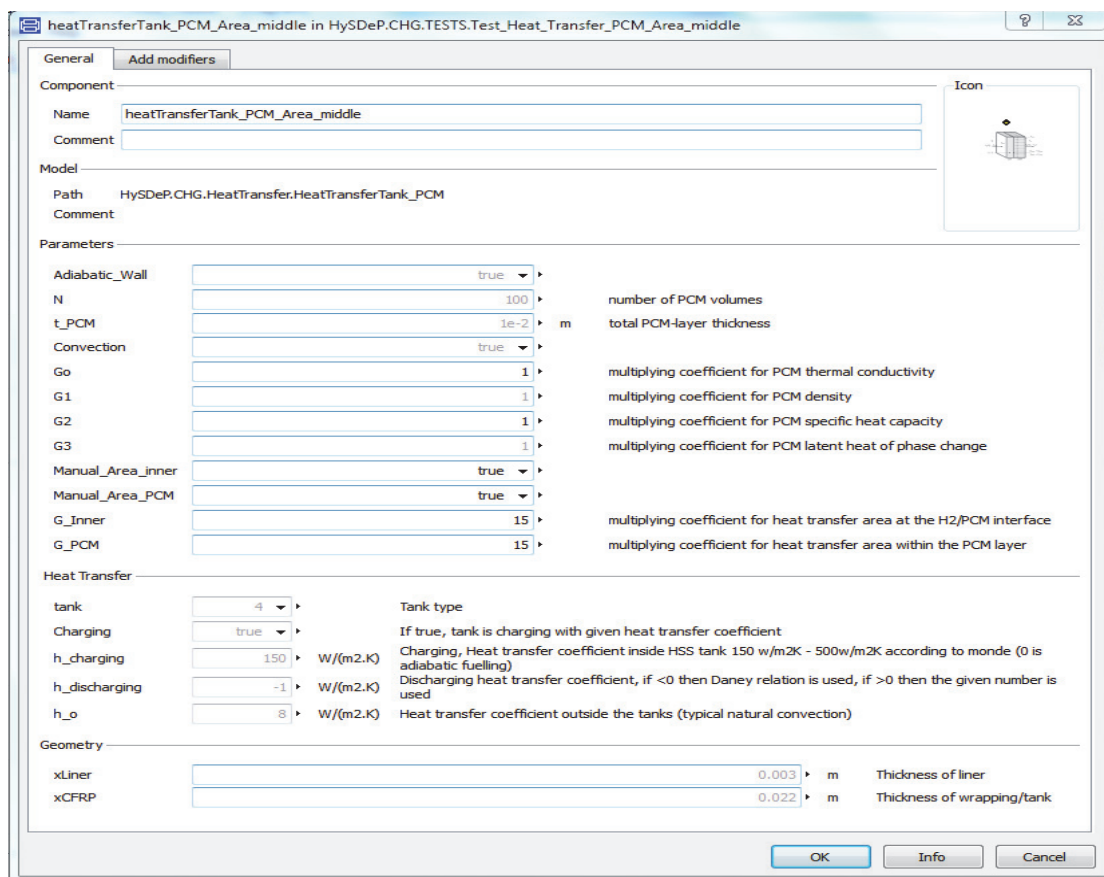 heatTransferTank_PCM_Area_middle in HySDeP.CHG.TESTS.Test_Heat_Transfer_PCM_Area_middle
General Add modifiers
Component Icon
Name heatTransferTank_PCM_Area_middle
Comment
Model
Path HySDeP.CHG.HeatTransfer.HeatTransferTank_PCM
Comment
Parameters
Adiabatic_Wall true
N 100 number of PCM volumes
t_PCM 1e-2 m total PCM-layer thickness
Convection true
Go 1 multiplying coefficient for PCM thermal conductivity
G1 1 multiplying coefficient for PCM density
G2 1 multiplying coefficient for PCM specific heat capacity
G3 1 multiplying coefficient for PCM latent heat of phase change
Manual_Area_inner true
Manual_Area_PCM true
G_Inner 15 multiplying coefficient for heat transfer area at the H2/PCM interface
G_PCM 15 multiplying coefficient for heat transfer area within the PCM layer
Heat Transfer
tank 4 Tank type
Charging true If true, tank is charging with given heat transfer coefficient
h_charging 150 W/(m2.K) Charging, Heat transfer coefficient inside HSS tank 150 w/m2K - 500w/m2K according to monde (0 is
adiabatic fuelling)
h_discharging -1 W/(m2.K) Discharging heat transfer coefficient, if <0 then Daney relation is used, if >0 then the given number is
used
h_o 8 W/(m2.K) Heat transfer coefficient outside the tanks (typical natural convection)
Geometry
xLiner 0.003 m Thickness of liner
xCFRP 0.022 m Thickness of wrapping/tank
OK Info Cancel